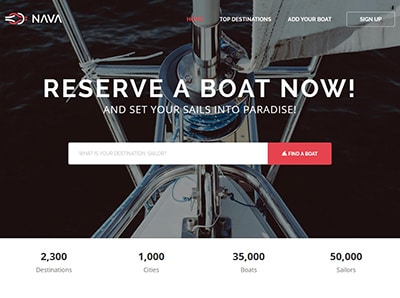 NAVA
HOME TOP DESTINATIONS ADD YOUR BOAT SIGN UP
RESERVE A BOAT NOW!
AND SET YOUR SAILS INTO PARADISE!
WHAT IS YOUR DESTINATION, SAILOR? FIND A BOAT
2,300 1,000 35,000 50,000
Destinations Cities Boats Sailors